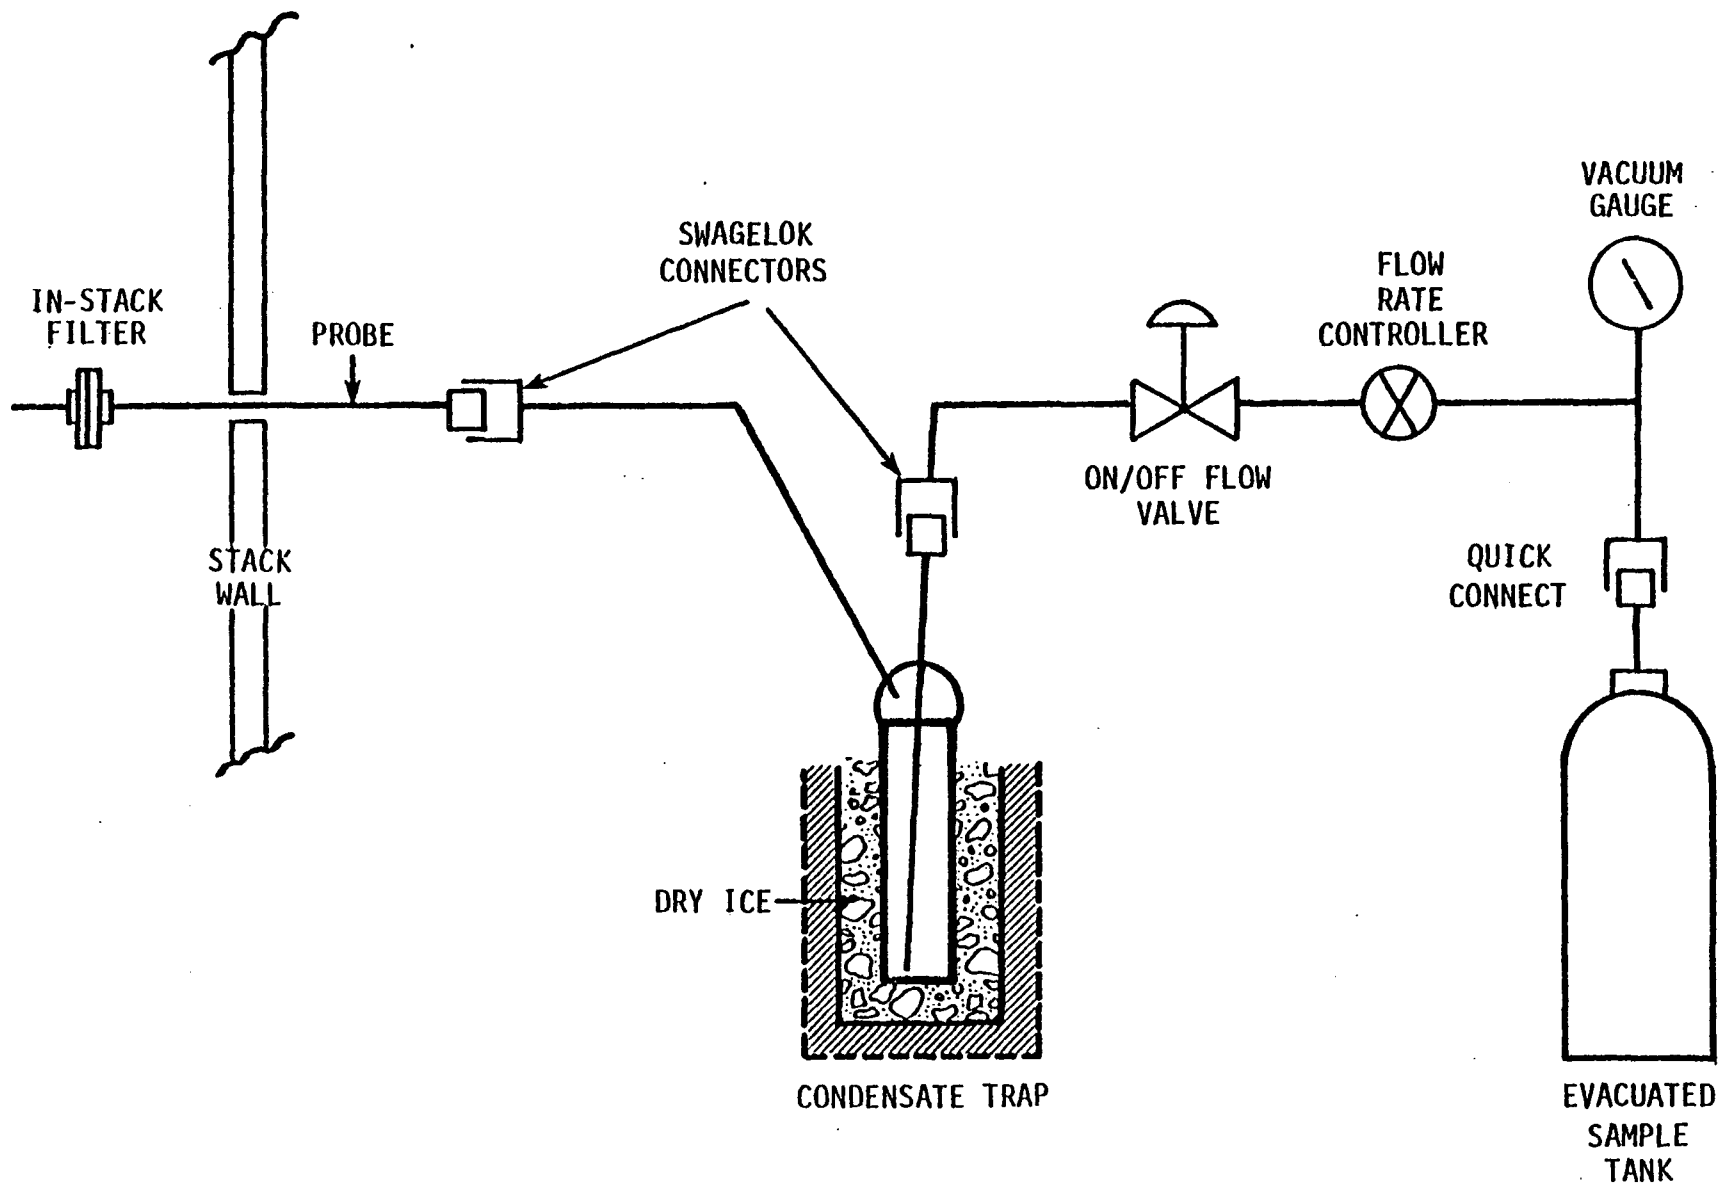 VACUUM
GAUGE
SWAGELOK
CONNECTORS
FLOW
RATE
CONTROLLER
IN-STACK
FILTER
PROBE
ON/OFF FLOW
VALVE
STACK
WALL
QUICK
CONNECT
DRY ICE
CONDENSATE TRAP
EVACUATED
SAMPLE
TANK